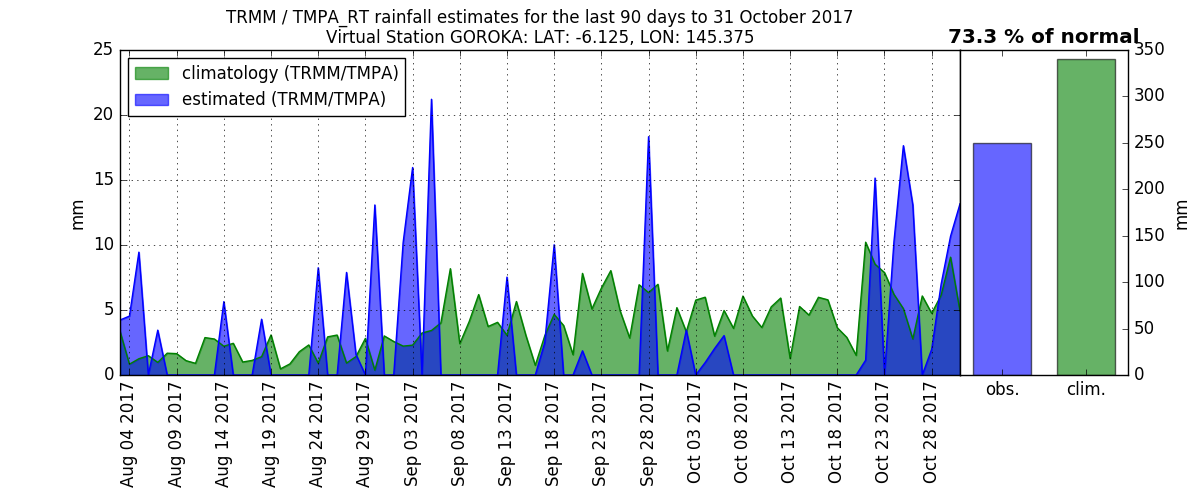 TRMM / TMPA_RT rainfall estimates for the last 90 days to 31 October 2017
Virtual Station GOROKA: LAT: -6.125, LON: 145.375
73.3 % of normal
climatology (TRMM/TMPA)
estimated (TRMM/TMPA)
25
20
15
10
5
0
mm
Aug 04 2017
Aug 09 2017
Aug 14 2017
Aug 19 2017
Aug 24 2017
Aug 29 2017
Sep 03 2017
Sep 08 2017
Sep 13 2017
Sep 18 2017
Sep 23 2017
Sep 28 2017
Oct 03 2017
Oct 08 2017
Oct 13 2017
Oct 18 2017
Oct 23 2017
Oct 28 2017
obs.
clim.
350
300
250
200
150
100
50
0
mm